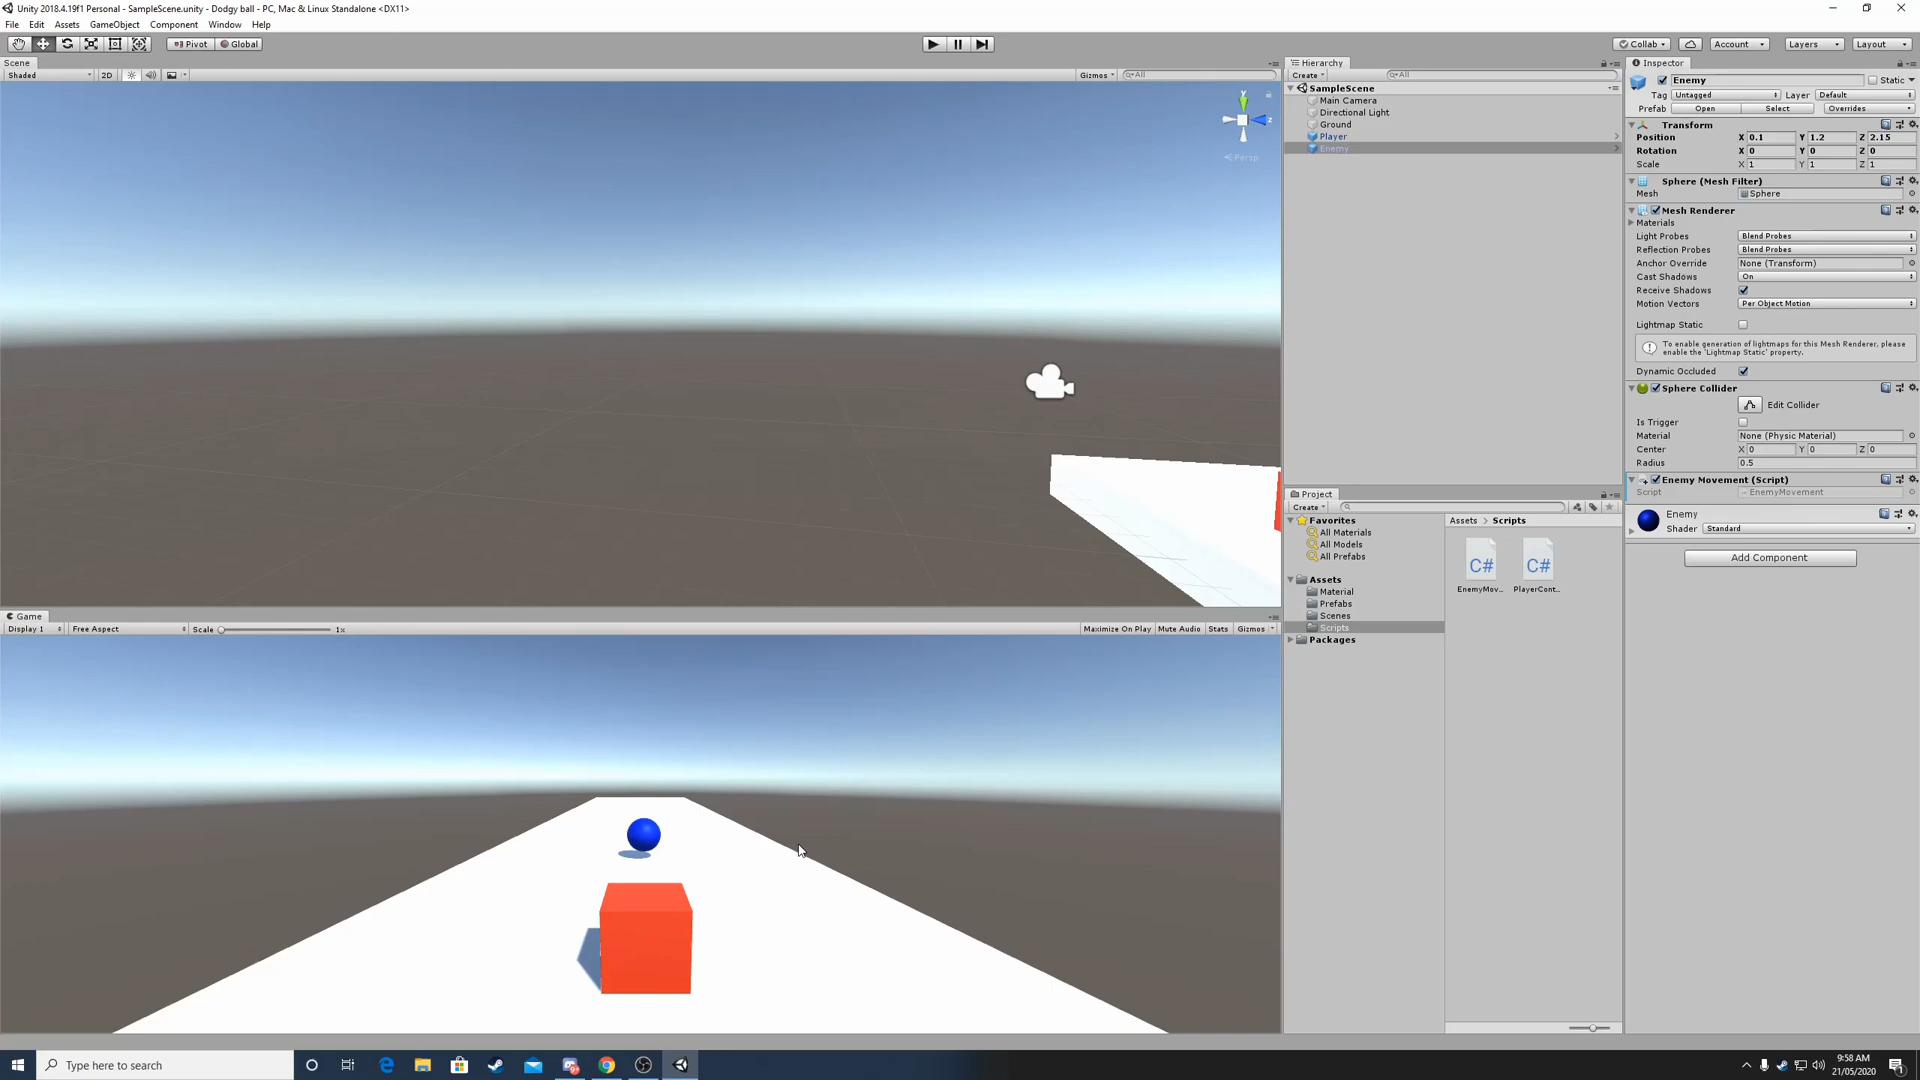 Unity 2018.4.19f1 Personal - SampleScene.unity - Dodgy ball - PC, Mac & Linux Standalone <DX11>
File Edit Assets GameObject Component Window Help
Pivot Global Collab Account Layers Layout
Scene
Shaded 2D Gizmos All
y
z
Persp
Game
Display 1 Free Aspect Scale 1x Maximize On Play Mute Audio Stats Gizmos
Hierarchy
Create All
SampleScene
Main Camera
Directional Light
Ground
Player
Enemy
Project
Create
Favorites
All Materials
All Models
All Prefabs
Assets
Material
Prefabs
Scenes
Scripts
Packages
Assets > Scripts
C# C#
EnemyMov... PlayerCont...
Inspector
Enemy Static
Tag Untagged Layer Default
Prefab Open Select Overrides
Transform
Position X 0.1 Y 1.2 Z 2.15
Rotation X 0 Y 0 Z 0
Scale X 1 Y 1 Z 1
Sphere (Mesh Filter)
Mesh Sphere
Mesh Renderer
Materials
Light Probes Blend Probes
Reflection Probes Blend Probes
Anchor Override None (Transform)
Cast Shadows On
Receive Shadows
Motion Vectors Per Object Motion
Lightmap Static
To enable generation of lightmaps for this Mesh Renderer, please
enable the 'Lightmap Static' property.
Dynamic Occluded
Sphere Collider
Edit Collider
Is Trigger
Material None (Physic Material)
Center X 0 Y 0 Z 0
Radius 0.5
Enemy Movement (Script)
Script EnemyMovement
Enemy
Shader Standard
Add Component
Type here to search
9:58 AM
21/05/2020